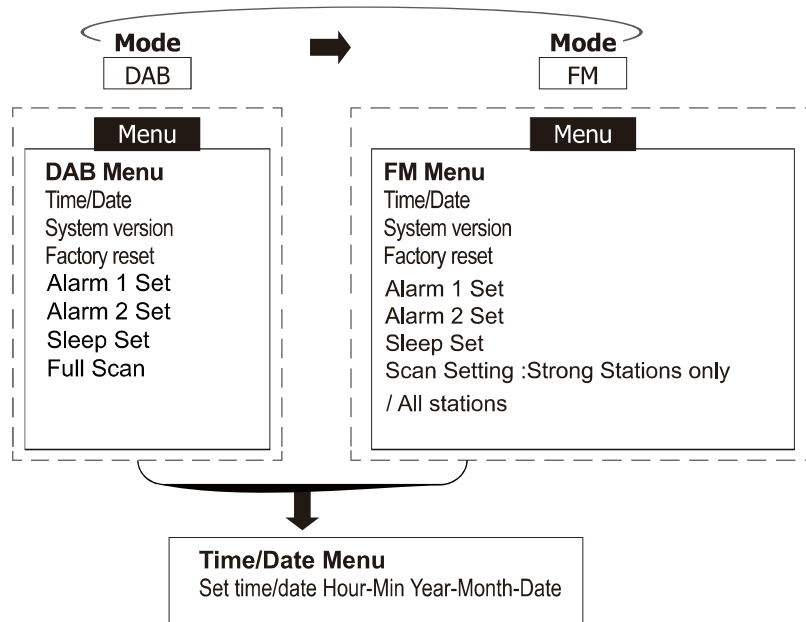 Mode
DAB
Mode
FM
Menu
DAB Menu
Time/Date
System version
Factory reset
Alarm 1 Set
Alarm 2 Set
Sleep Set
Full Scan
Menu
FM Menu
Time/Date
System version
Factory reset
Alarm 1 Set
Alarm 2 Set
Sleep Set
Scan Setting :Strong Stations only
/ All stations
Time/Date Menu
Set time/date Hour-Min Year-Month-Date